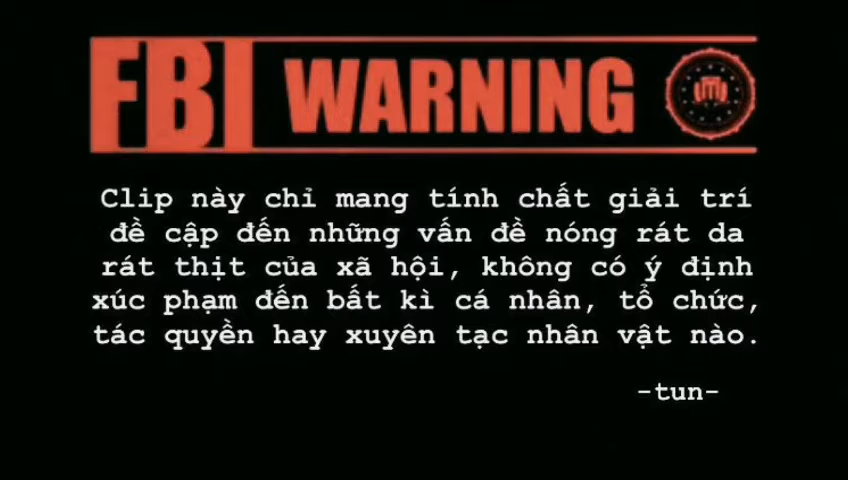 FBI WARNING
Clip này chỉ mang tính chất giải trí
đề cập đến những vấn đề nóng rát da
rát thịt của xã hội, không có ý định
xúc phạm đến bất kì cá nhân, tổ chức,
tác quyền hay xuyên tạc nhân vật nào.
-tun-